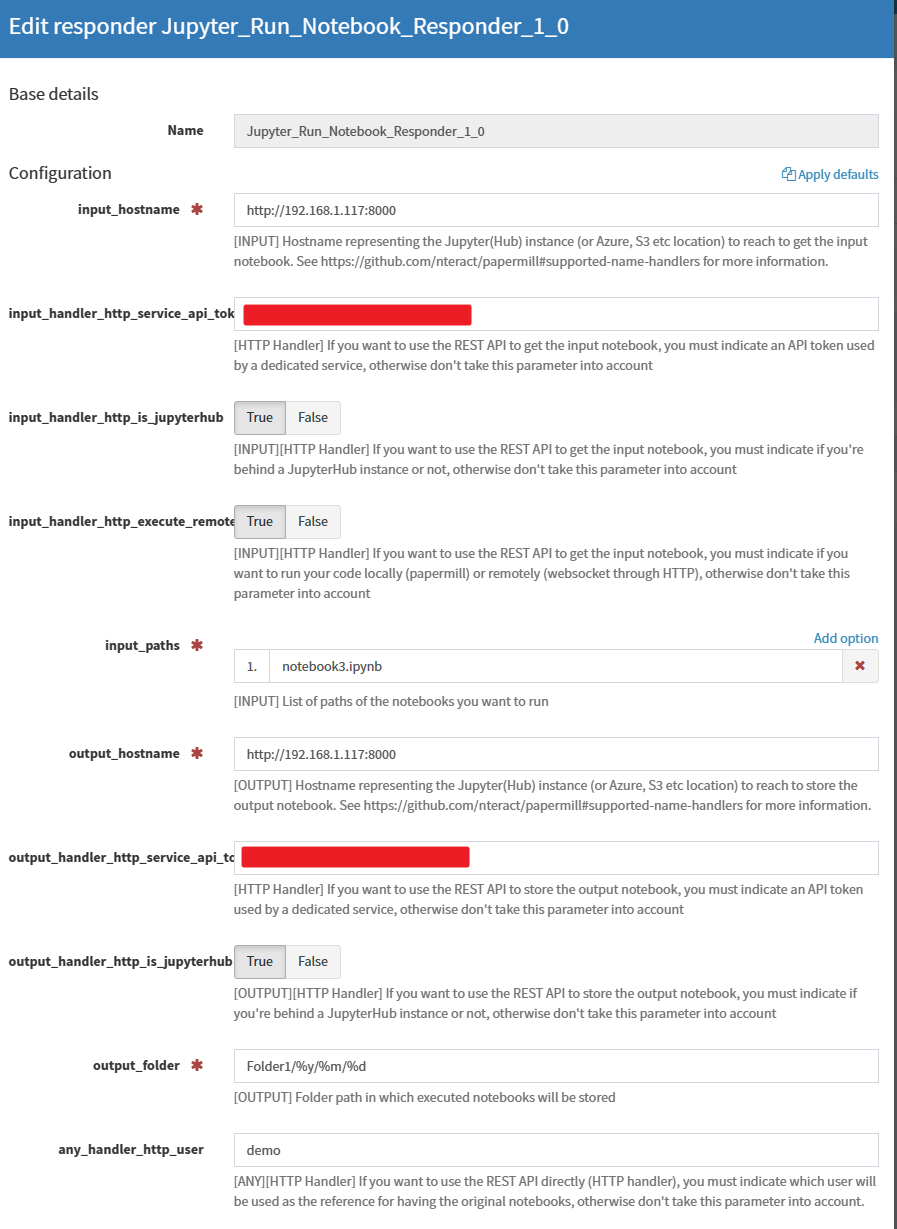 Edit responder Jupyter_Run_Notebook_Responder_1_0
Base details
Name
Jupyter_Run_Notebook_Responder_1_0
Configuration
Apply defaults
input_hostname ✱
http://192.168.1.117:8000
[INPUT] Hostname representing the Jupyter(Hub) instance (or Azure, S3 etc location) to reach to get the input
notebook. See https://github.com/nteract/papermill#supported-name-handlers for more information.
input_handler_http_service_api_tok
[HTTP Handler] If you want to use the REST API to get the input notebook, you must indicate an API token used
by a dedicated service, otherwise don't take this parameter into account
input_handler_http_is_jupyterhub
True False
[INPUT][HTTP Handler] If you want to use the REST API to get the input notebook, you must indicate if you're
behind a JupyterHub instance or not, otherwise don't take this parameter into account
input_handler_http_execute_remote
True False
[INPUT][HTTP Handler] If you want to use the REST API to get the input notebook, you must indicate if you
want to run your code locally (papermill) or remotely (websocket through HTTP), otherwise don't take this
parameter into account
input_paths ✱
Add option
1. notebook3.ipynb
[INPUT] List of paths of the notebooks you want to run
output_hostname ✱
http://192.168.1.117:8000
[OUTPUT] Hostname representing the Jupyter(Hub) instance (or Azure, S3 etc location) to reach to store the
output notebook. See https://github.com/nteract/papermill#supported-name-handlers for more information.
output_handler_http_service_api_to
[HTTP Handler] If you want to use the REST API to store the output notebook, you must indicate an API token
used by a dedicated service, otherwise don't take this parameter into account
output_handler_http_is_jupyterhub
True False
[OUTPUT][HTTP Handler] If you want to use the REST API to store the output notebook, you must indicate if
you're behind a JupyterHub instance or not, otherwise don't take this parameter into account
output_folder ✱
Folder1/%y/%m/%d
[OUTPUT] Folder path in which executed notebooks will be stored
any_handler_http_user
demo
[ANY][HTTP Handler] If you want to use the REST API directly (HTTP handler), you must indicate which user will
be used as the reference for having the original notebooks, otherwise don't take this parameter into account.